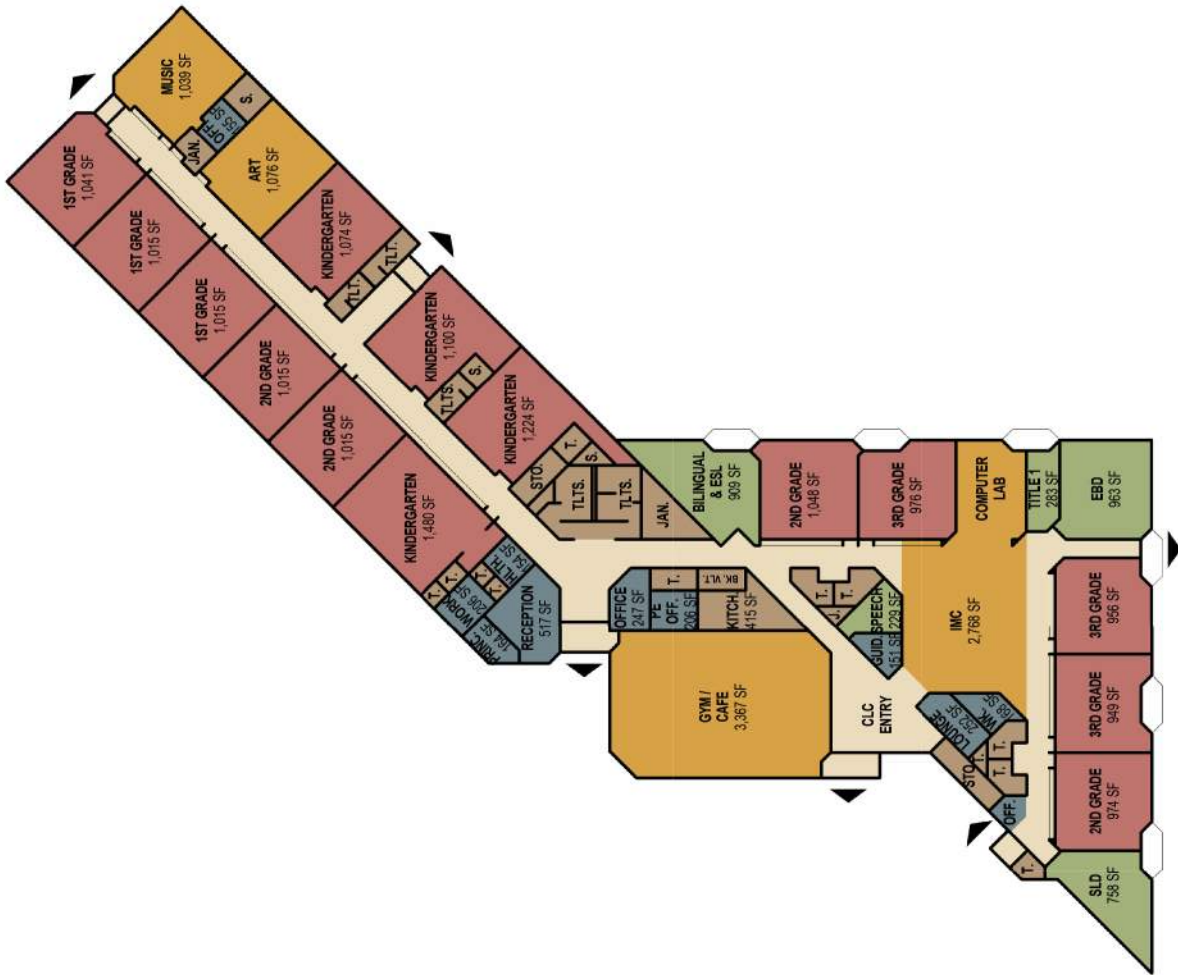 MUSIC
1,039 SF
OFF.
155 SF
S.
JAN.
ART
1,076 SF
1ST GRADE
1,041 SF
1ST GRADE
1,015 SF
1ST GRADE
1,015 SF
2ND GRADE
1,015 SF
2ND GRADE
1,015 SF
KINDERGARTEN
1,480 SF
KINDERGARTEN
1,074 SF
TLT.
TLT.
KINDERGARTEN
1,100 SF
TLTS.
S.
KINDERGARTEN
1,224 SF
STO.
T.
S.
TLTS.
TLTS.
JAN.
T.
T.
T.
T.
HLTH.
154 SF
WORK
206 SF
PRINC.
164 SF
RECEPTION
517 SF
OFFICE
247 SF
PE
OFF.
206 SF
T.
BK. VLT.
KITCH.
415 SF
GYM /
CAFE
3,367 SF
BILINGUAL
& ESL
909 SF
2ND GRADE
1,048 SF
3RD GRADE
976 SF
COMPUTER
LAB
TITLE 1
283 SF
EBD
963 SF
T.
T.
J.
SPEECH
229 SF
GUID.
151 SF
IMC
2,768 SF
CLC
ENTRY
LOUNGE
252 SF
WK.
168 SF
STO.
T.
T.
T.
OFF.
T.
3RD GRADE
956 SF
3RD GRADE
949 SF
2ND GRADE
974 SF
SLD
758 SF